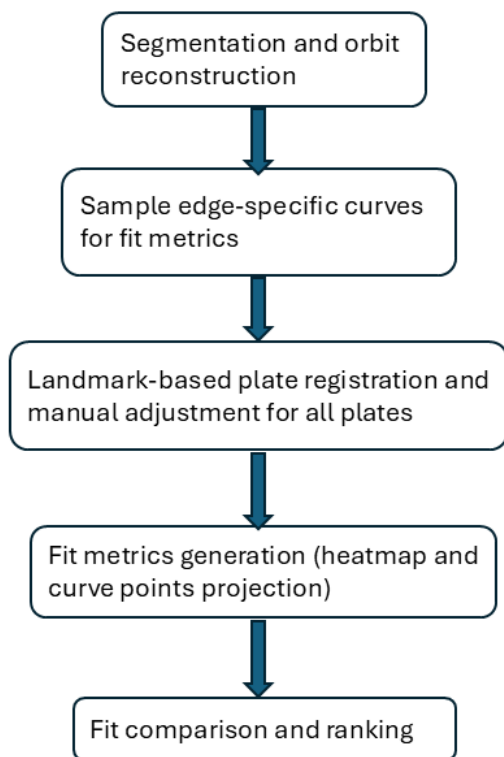 Segmentation and orbit
reconstruction
Sample edge-specific curves
for fit metrics
Landmark-based plate registration and
manual adjustment for all plates
Fit metrics generation (heatmap and
curve points projection)
Fit comparison and ranking